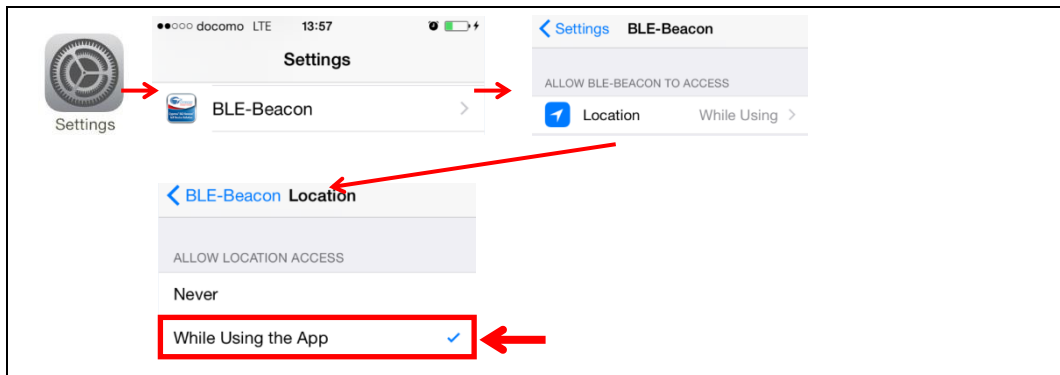 ●●○○○ docomo LTE 13:57
Settings
Settings
BLE-Beacon
Settings BLE-Beacon
ALLOW BLE-BEACON TO ACCESS
Location While Using
BLE-Beacon Location
ALLOW LOCATION ACCESS
Never
While Using the App